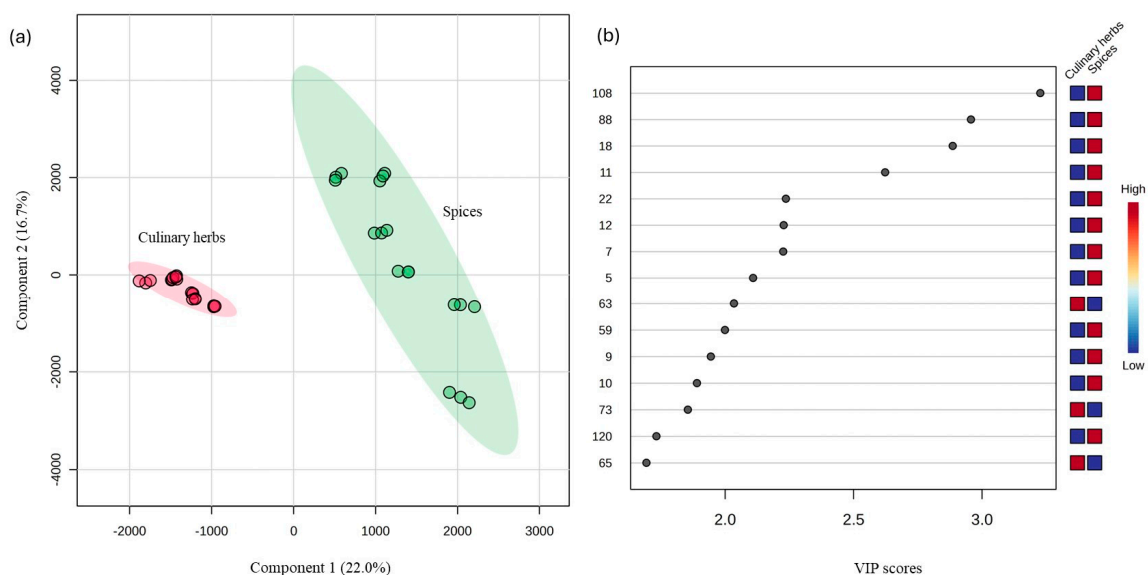 (a)
Culinary herbs
Spices
4000
2000
0
-2000
-4000
Component 2 (16.7%)
-2000 -1000 0 1000 2000 3000
Component 1 (22.0%)
(b)
Culinary herbs
Spices
108
88
18
11
22
12
7
5
63
59
9
10
73
120
65
2.0 2.5 3.0
VIP scores
High
Low